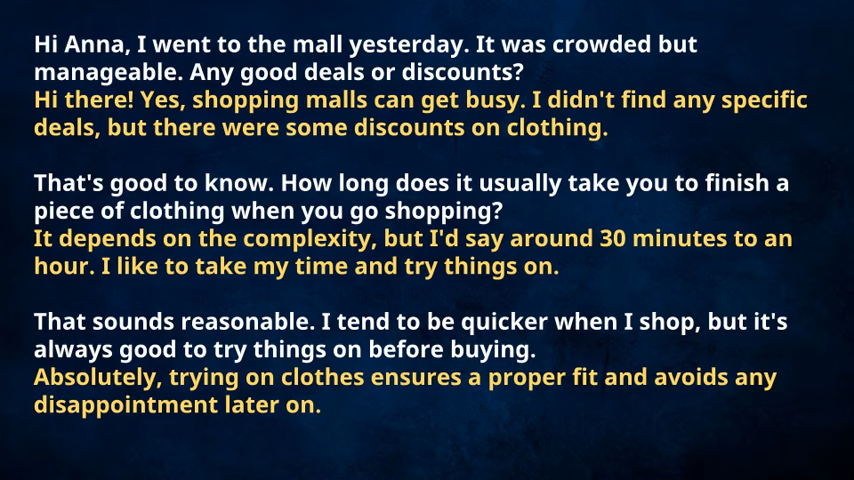 Hi Anna, I went to the mall yesterday. It was crowded but
manageable. Any good deals or discounts?
Hi there! Yes, shopping malls can get busy. I didn't find any specific
deals, but there were some discounts on clothing.
That's good to know. How long does it usually take you to finish a
piece of clothing when you go shopping?
It depends on the complexity, but I'd say around 30 minutes to an
hour. I like to take my time and try things on.
That sounds reasonable. I tend to be quicker when I shop, but it's
always good to try things on before buying.
Absolutely, trying on clothes ensures a proper fit and avoids any
disappointment later on.